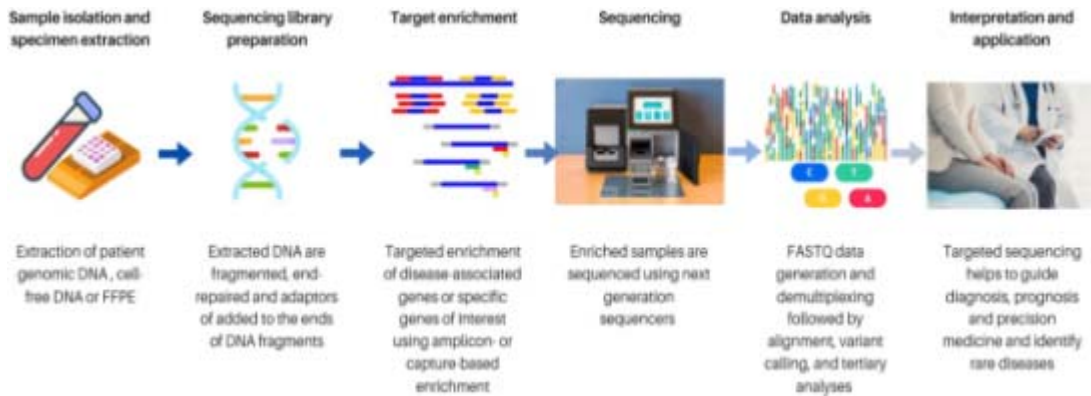 Sample isolation and
specimen extraction
Sequencing library
preparation
Target enrichment
Sequencing
Data analysis
Interpretation and
application
Extraction of patient
genomic DNA , cell-
free DNA or FFPE
Extracted DNA are
fragmented, end-
repaired and adaptors
of added to the ends
of DNA fragments
Targeted enrichment
of disease-associated
genes or specific
genes of Interest
using amplicon- or
capture-based
enrichment
Enriched samples are
sequenced using next
generation
sequencers
C
T
G
A
FASTQ data
generation and
demultiplexing
followed by
alignment, variant
calling, and tertiary
analyses
Targeted sequencing
helps to guide
diagnosis, prognosis
and precision
medicine and identify
rare diseases